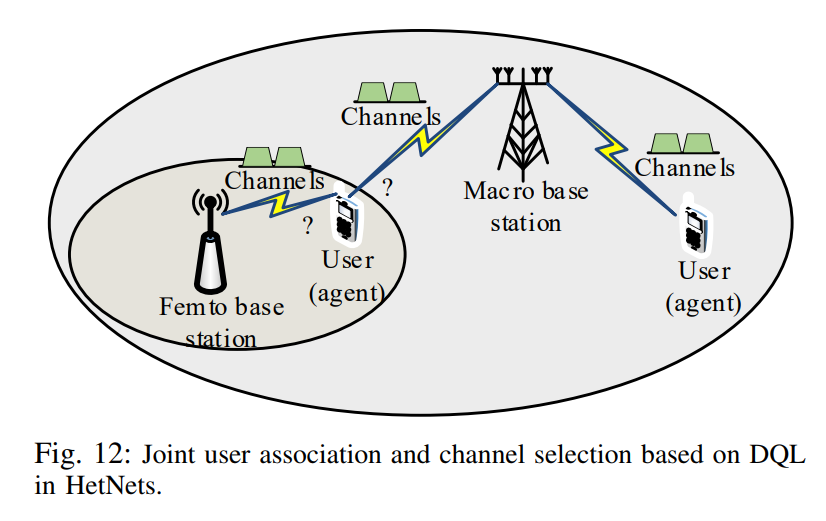 Channels
Channels
Channels
?
?
Macro base
station
User
(agent)
User
(agent)
Femto base
station
Fig. 12: Joint user association and channel selection based on DQL
in HetNets.